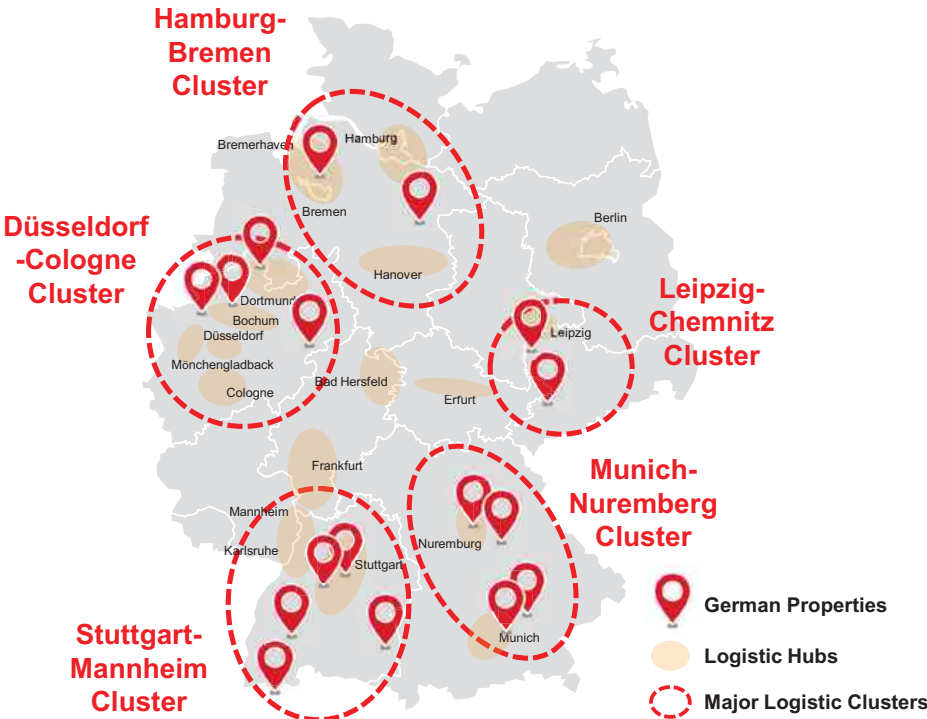 Hamburg-
Bremen
Cluster
Bremerhaven
Hamburg
Bremen
Berlin
Düsseldorf
-Cologne
Cluster
Hanover
Dortmund
Bochum
Düsseldorf
Mönchengladback
Cologne
Leipzig-
Chemnitz
Cluster
Leipzig
Bad Hersfeld
Erfurt
Frankfurt
Mannheim
Karlsruhe
Stuttgart
Munich-
Nuremberg
Cluster
Nuremburg
Munich
Stuttgart-
Mannheim
Cluster
German Properties
Logistic Hubs
Major Logistic Clusters